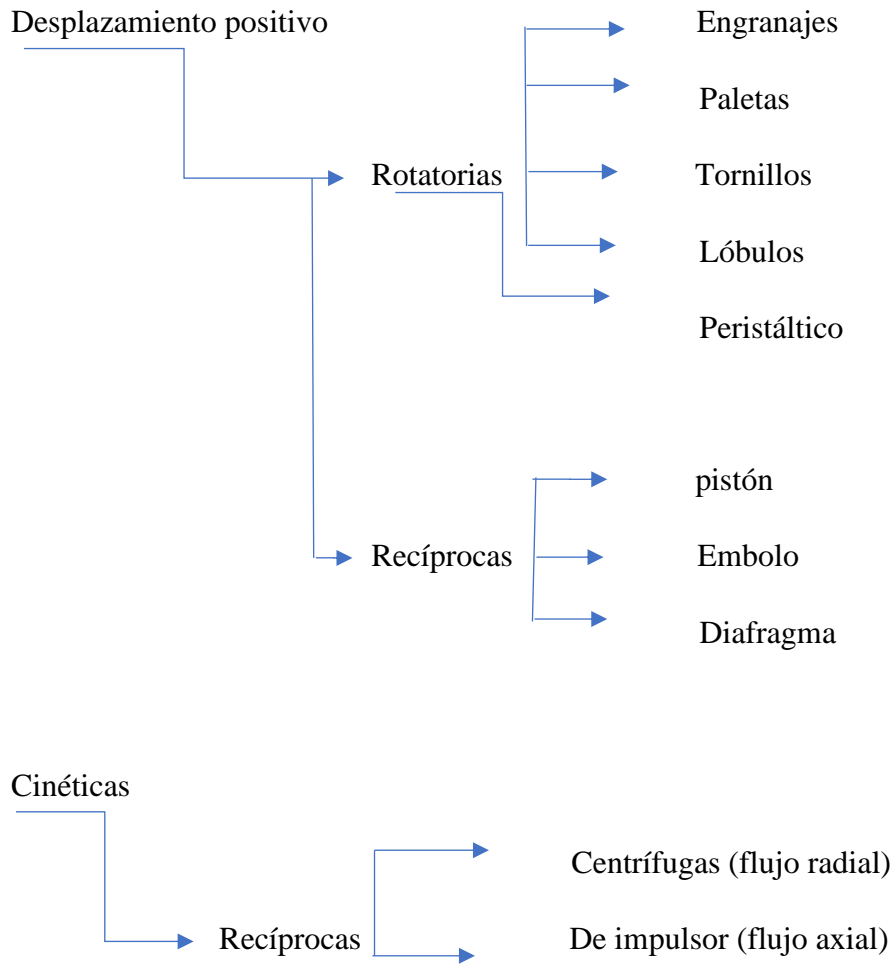 Desplazamiento positivo
Engranajes
Paletas
Rotatorias
Tornillos
Lóbulos
Peristáltico
pistón
Recíprocas
Embolo
Diafragma
Cinéticas
Centrífugas (flujo radial)
Recíprocas
De impulsor (flujo axial)